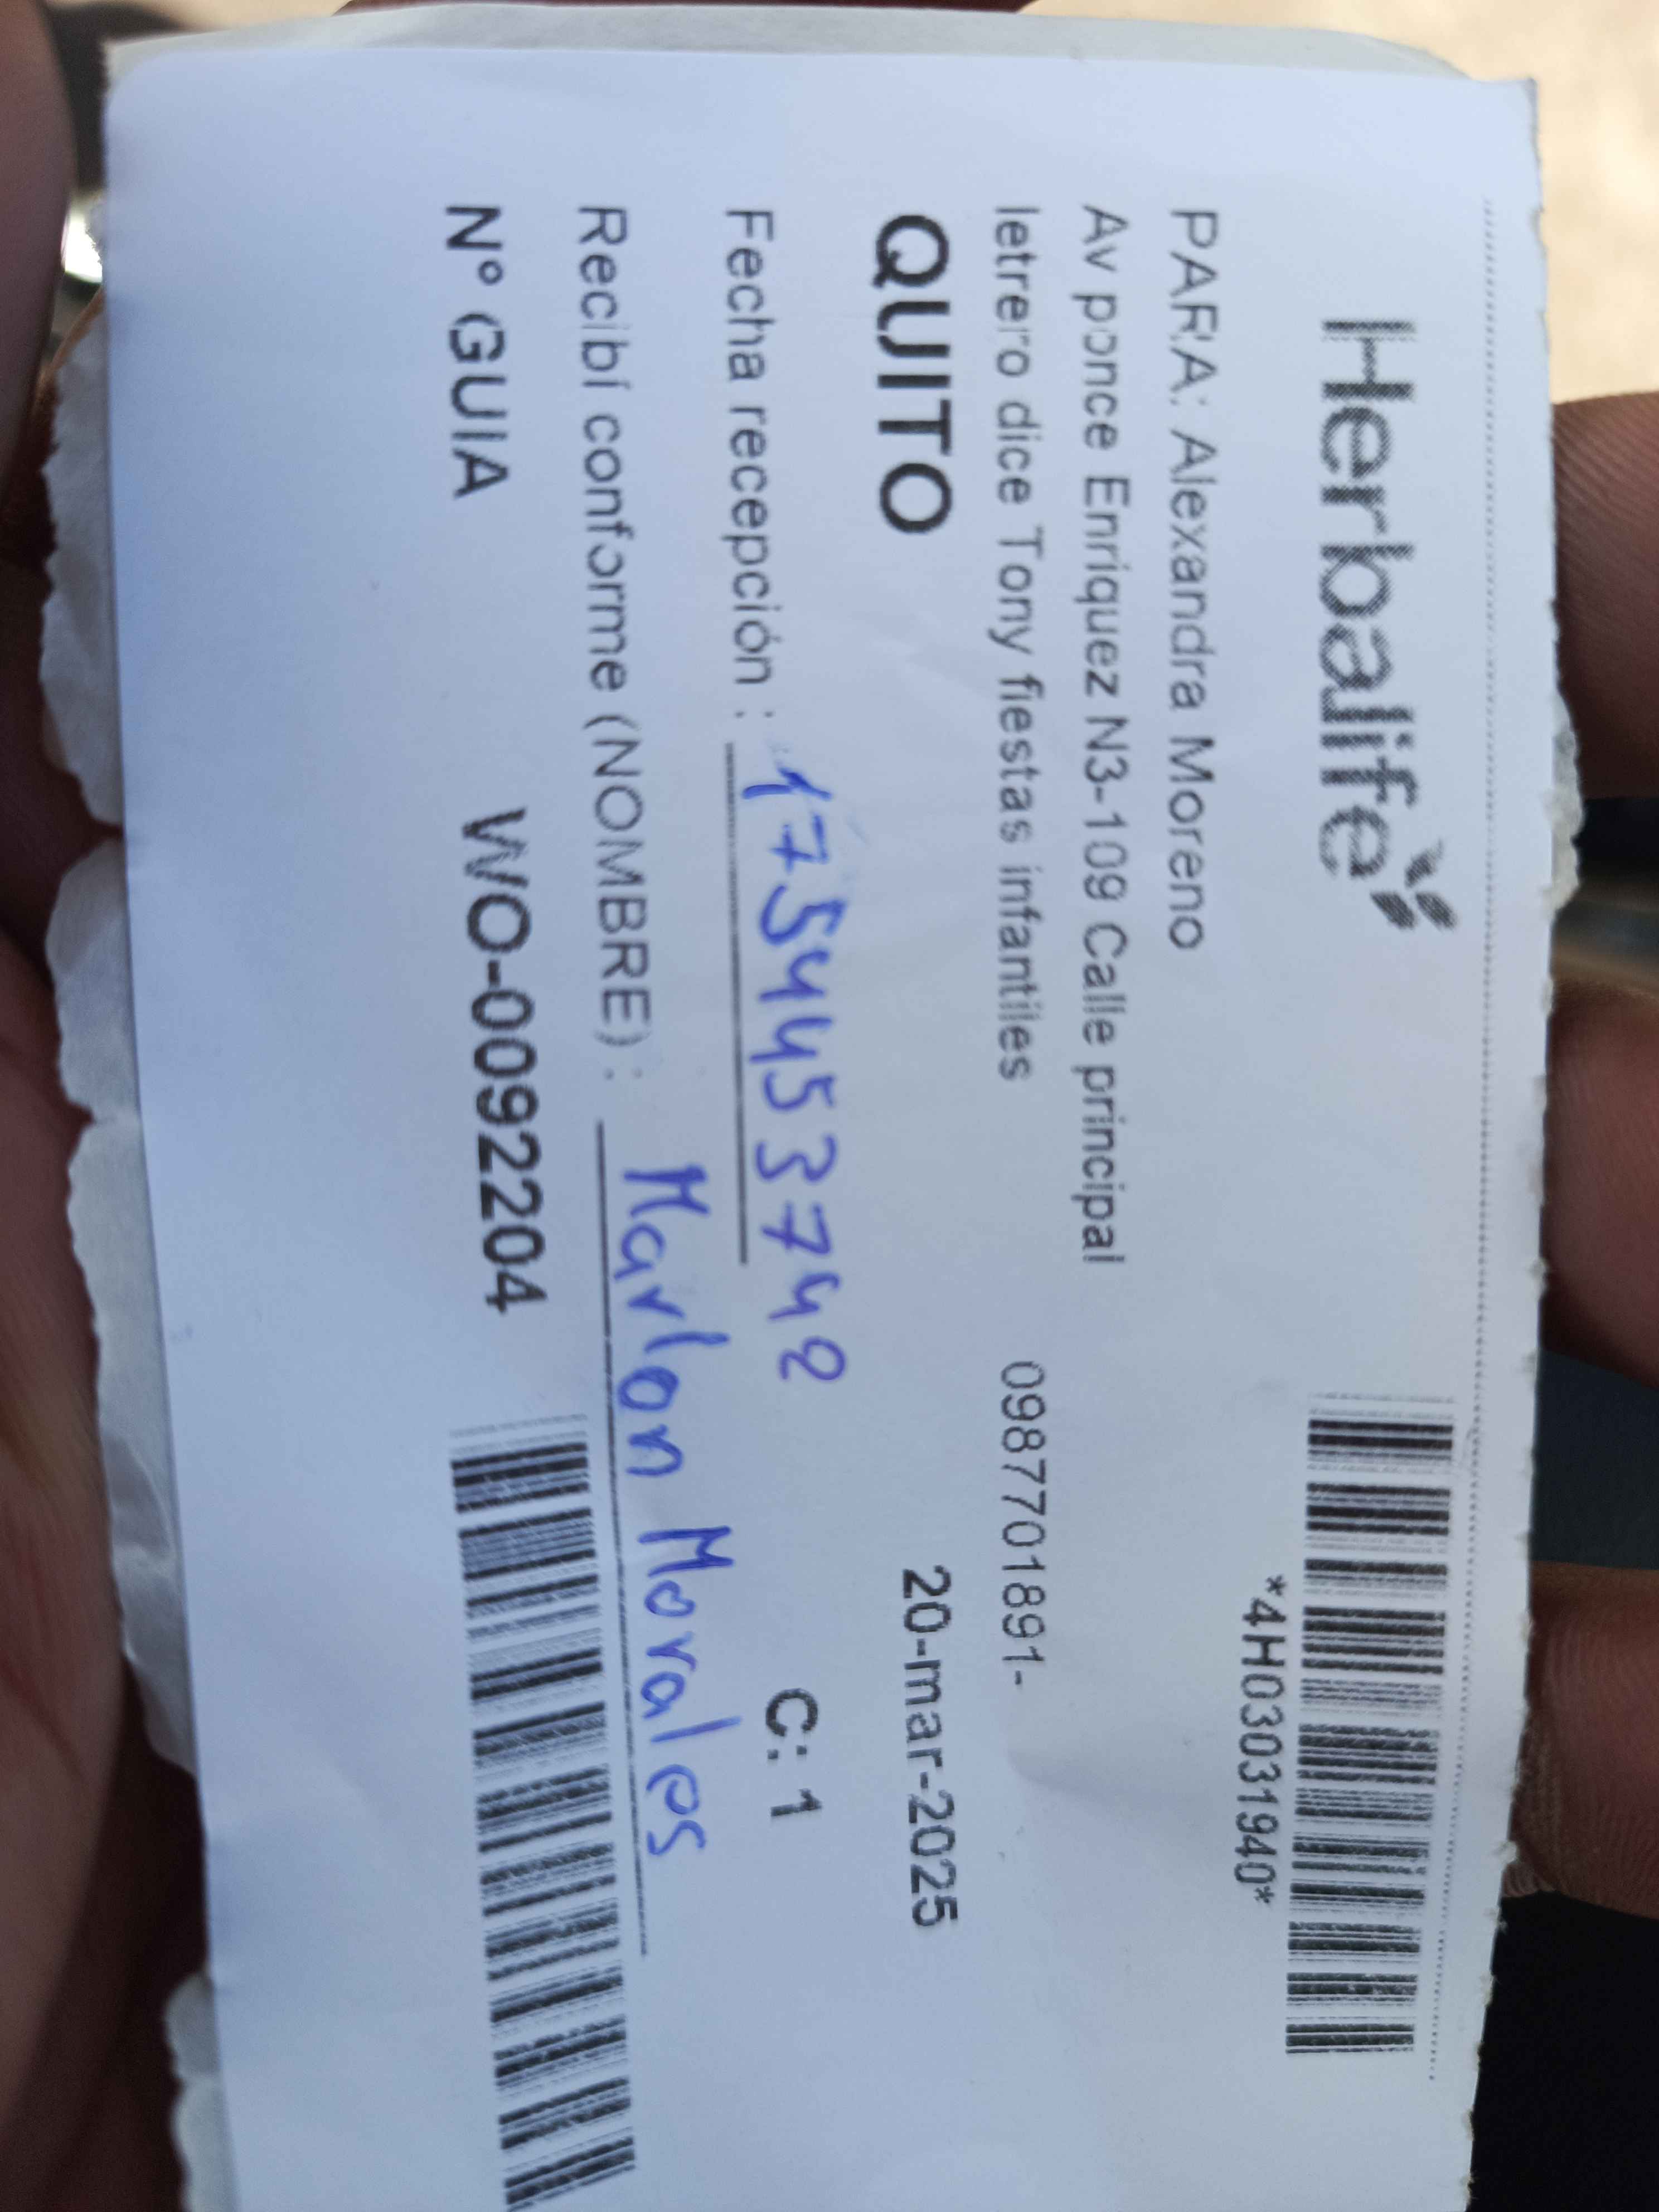 Herbalife
*4H03031940*
PARA: Alexandra Moreno
Av ponce Enriquez N3-109 Calle principal
letrero dice Tony fiestas infantiles 0987701891-
QUITO 20-mar-2025
Fecha recepción : 1754453742 C: 1
Recibí conforme (NOMBRE) : Marlon Morales
N° GUIA WO-0092204